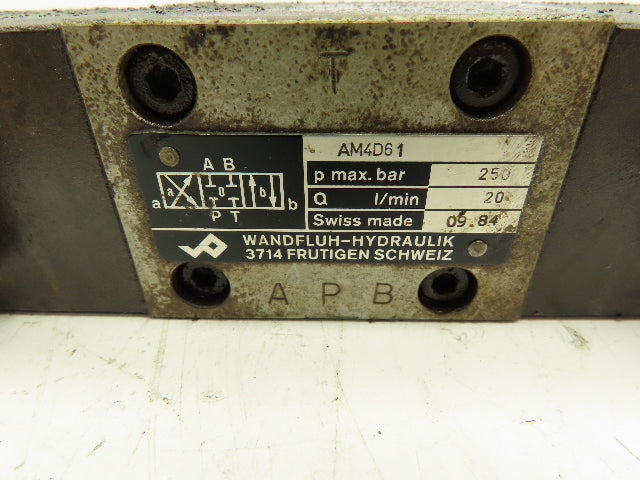 T
AM4D61
p max. bar 250
Q l/min 20
Swiss made 09.84
A B
a a 0 b b
P T
WANDFLUH-HYDRAULIK
3714 FRUTIGEN SCHWEIZ
A P B